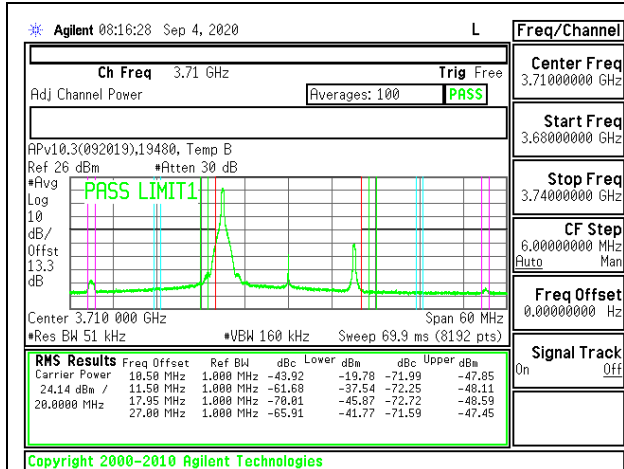 Agilent 08:16:28 Sep 4, 2020 L
Freq/Channel
Ch Freq 3.71 GHz Trig Free
Adj Channel Power Averages: 100 PASS
Center Freq
3.71000000 GHz
Start Freq
3.68000000 GHz
Stop Freq
3.74000000 GHz
CF Step
6.00000000 MHz
Auto Man
Freq Offset
0.00000000 Hz
Signal Track
On Off
APv10.3(092019),19480, Temp B
Ref 26 dBm #Atten 30 dB
#Avg
Log
10
dB/
Offst
13.3
dB
PASS LIMIT1
Center 3.710 000 GHz Span 60 MHz
#Res BW 51 kHz #VBW 160 kHz Sweep 69.9 ms (8192 pts)
RMS Results Freq Offset Ref BW dBc Lower dBm dBc Upper dBm
Carrier Power 10.50 MHz 1.000 MHz -43.92 -19.78 -71.99 -47.85
24.14 dBm / 11.50 MHz 1.000 MHz -61.68 -37.54 -72.25 -48.11
20.0000 MHz 17.95 MHz 1.000 MHz -70.01 -45.87 -72.72 -48.59
27.00 MHz 1.000 MHz -65.91 -41.77 -71.59 -47.45
Copyright 2000-2010 Agilent Technologies